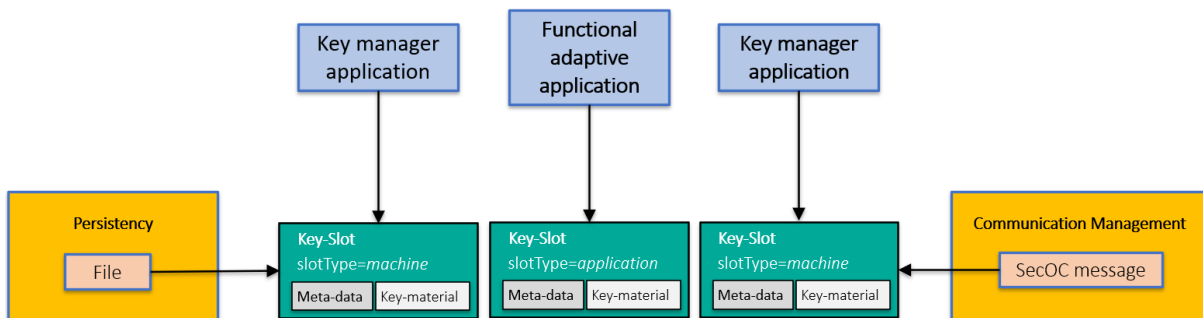 Key manager
application
Functional
adaptive
application
Key manager
application
Persistency
File
Key-Slot
slotType=machine
Meta-data
Key-material
Key-Slot
slotType=application
Meta-data
Key-material
Key-Slot
slotType=machine
Meta-data
Key-material
Communication Management
SecOC message